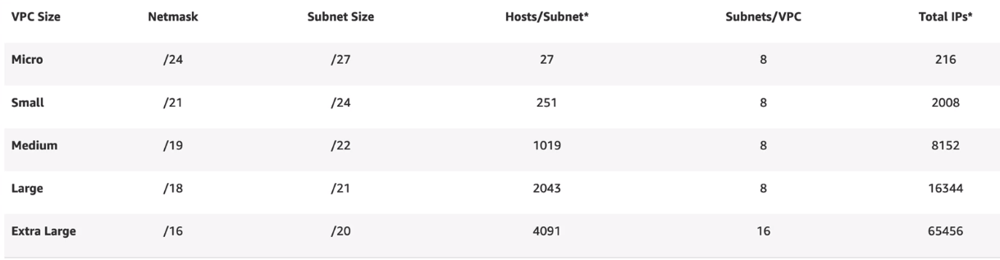 VPC Size Netmask Subnet Size Hosts/Subnet* Subnets/VPC Total IPs*
Micro /24 /27 27 8 216
Small /21 /24 251 8 2008
Medium /19 /22 1019 8 8152
Large /18 /21 2043 8 16344
Extra Large /16 /20 4091 16 65456